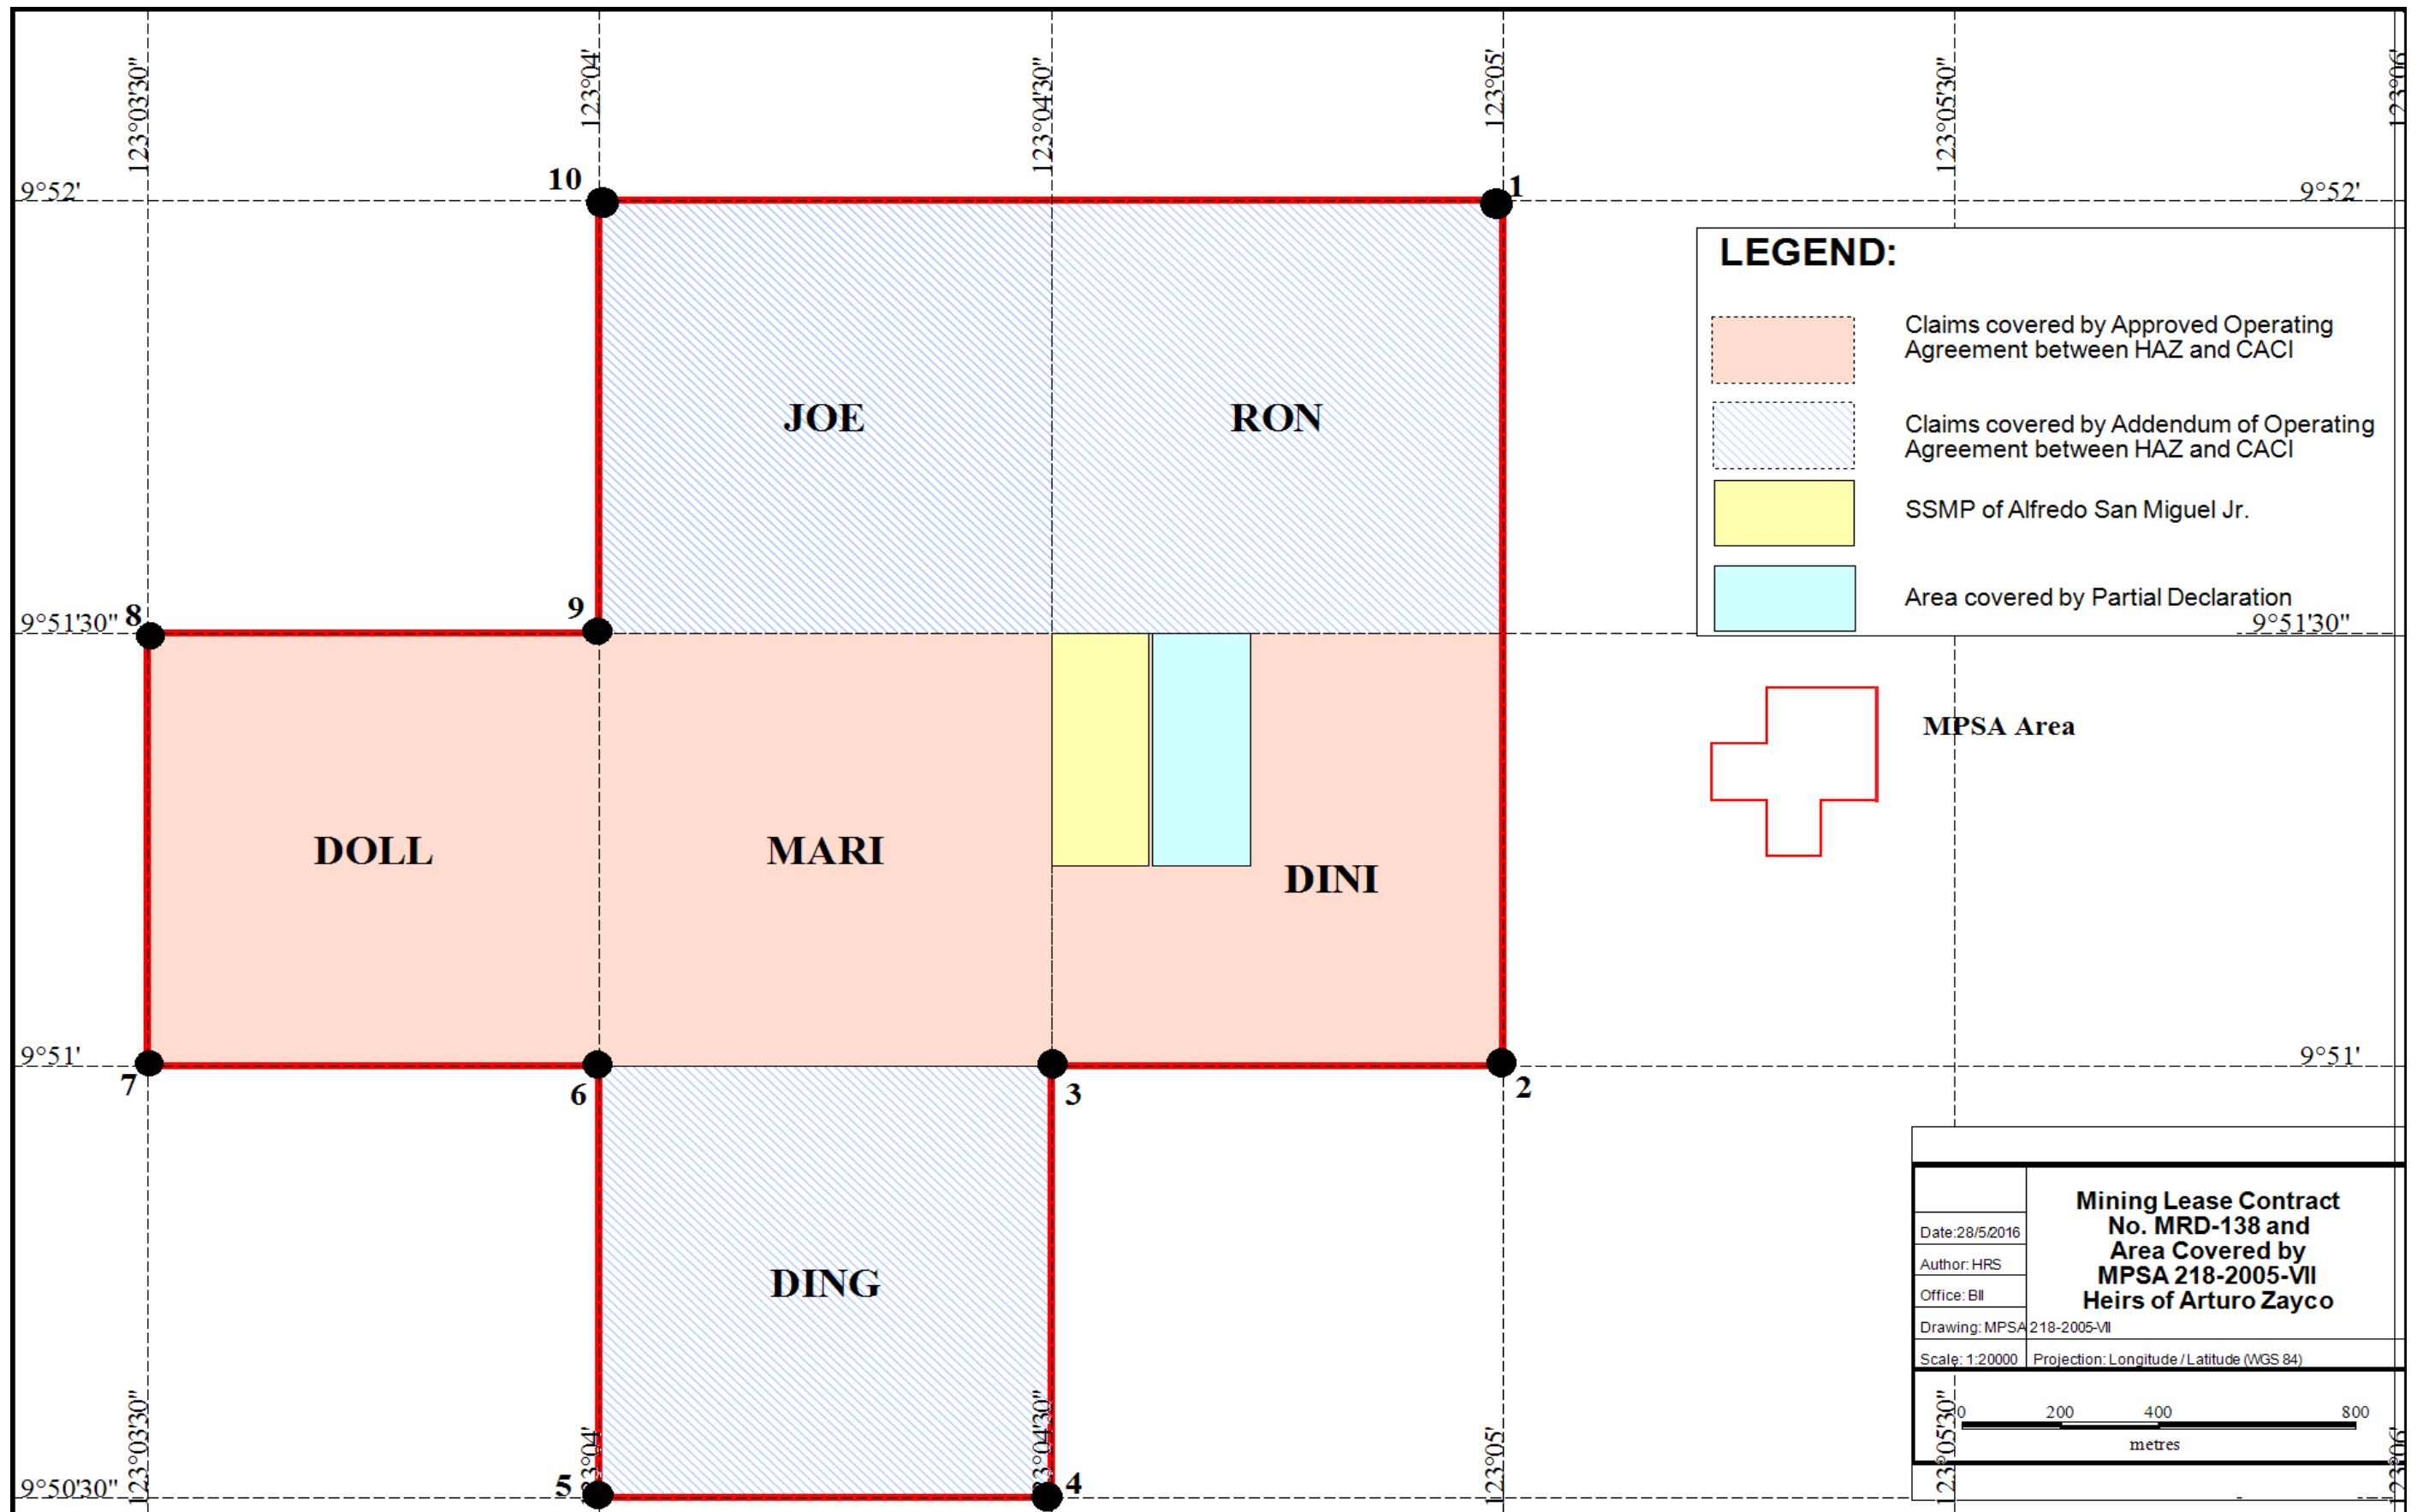 123°03'30"
123°04'
123°04'30"
123°05'
123°05'30"
123°06'
9°52'
10
1
9°52'
LEGEND:
Claims covered by Approved Operating
Agreement between HAZ and CACI
Claims covered by Addendum of Operating
Agreement between HAZ and CACI
SSMP of Alfredo San Miguel Jr.
Area covered by Partial Declaration
JOE
RON
9°51'30"
8
9
9°51'30"
MPSA Area
DOLL
MARI
DINI
9°51'
7
6
3
2
9°51'
DING
Mining Lease Contract
No. MRD-138 and
Area Covered by
MPSA 218-2005-VII
Heirs of Arturo Zayco
Date:28/5/2016
Author: HRS
Office: BII
Drawing: MPSA 218-2005-VII
Scale: 1:20000 Projection: Longitude / Latitude (WGS 84)
0 200 400 800
metres
9°50'30"
5
4
123°03'30"
123°04'
123°04'30"
123°05'
123°05'30"
123°06'